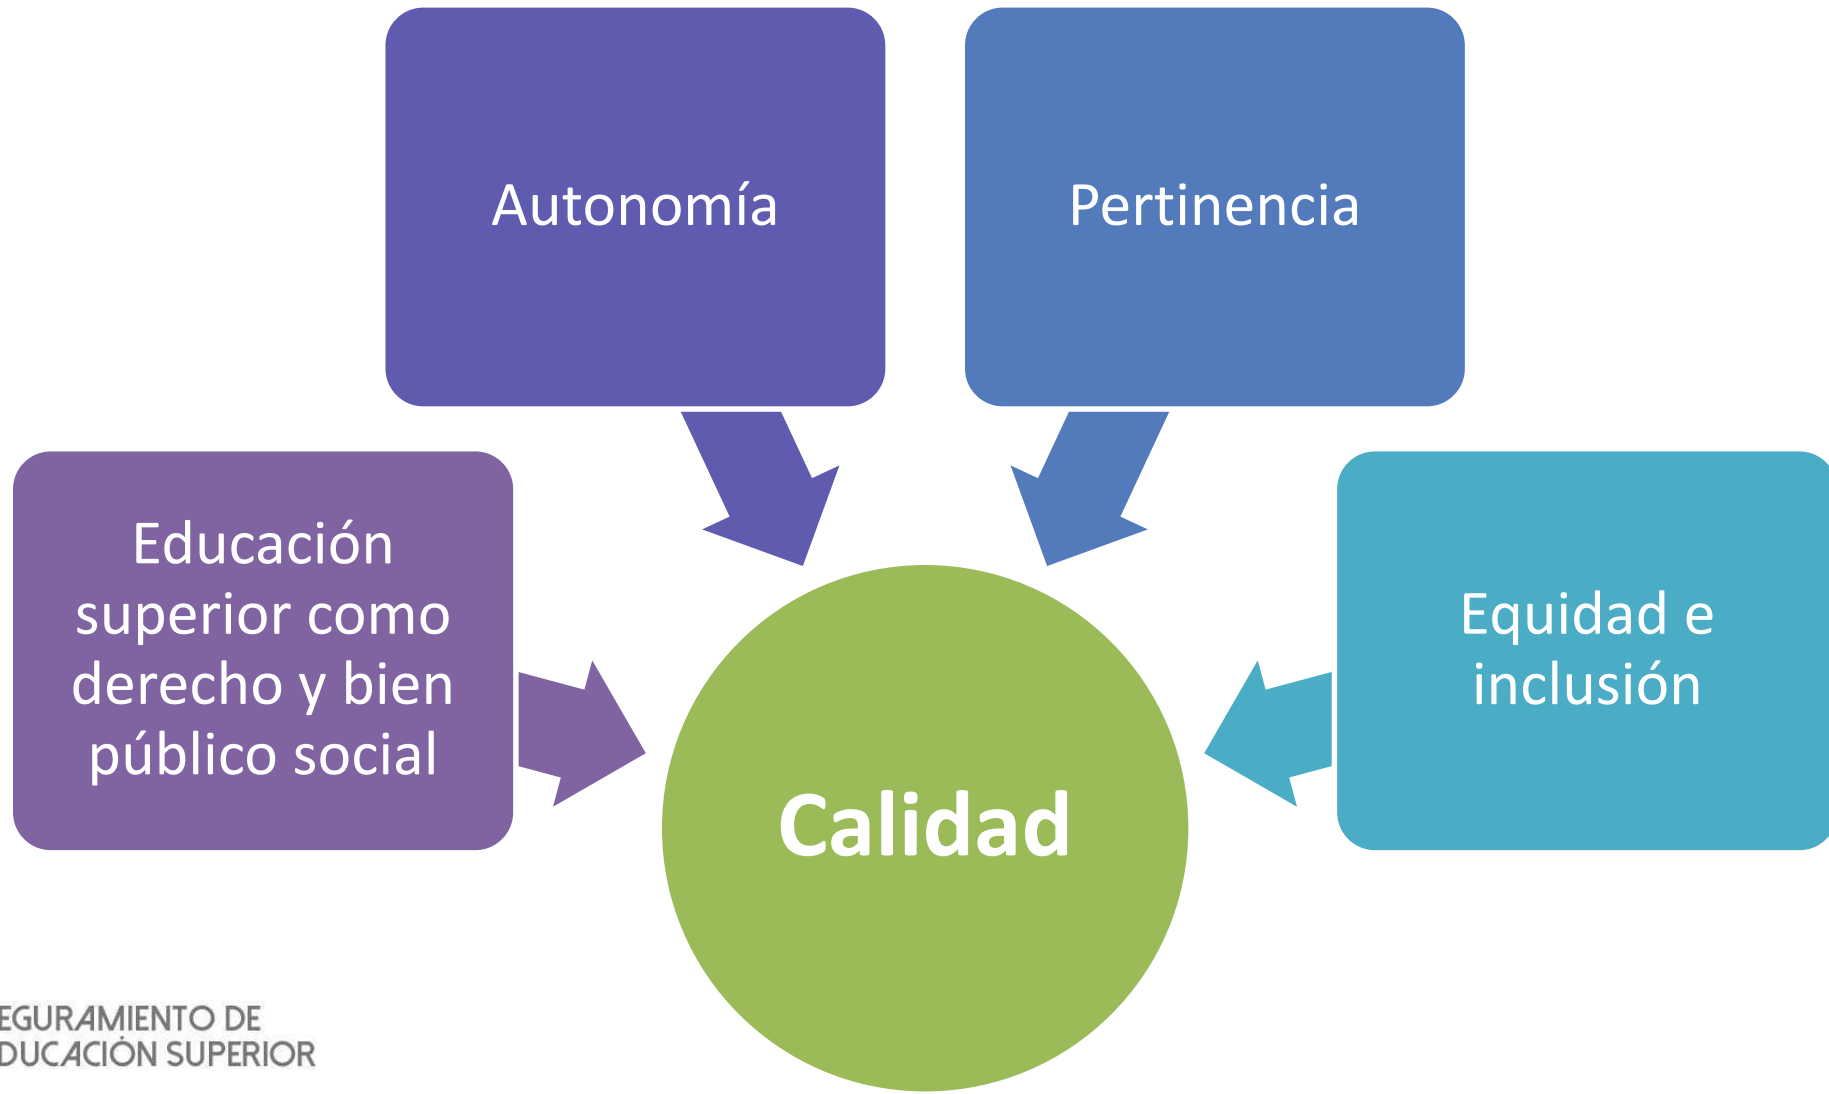 Autonomía
Pertinencia
Educación
superior como
derecho y bien
público social
Equidad e
inclusión
Calidad
EGURAMIENTO DE
DUCACIÓN SUPERIOR